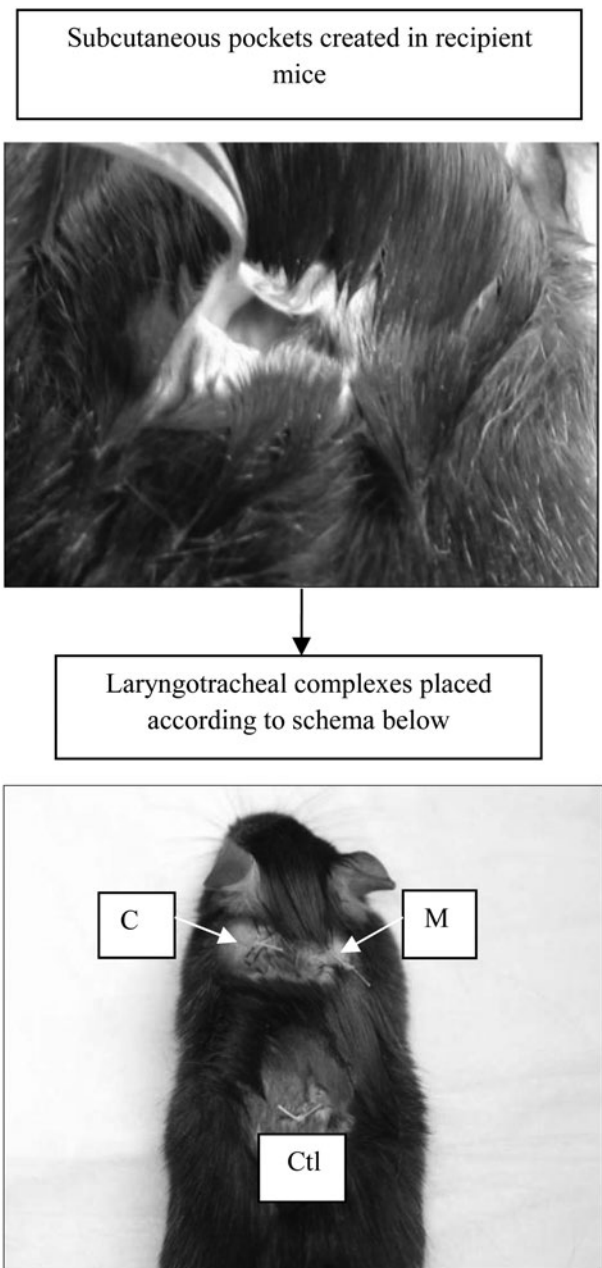 Subcutaneous pockets created in recipient
mice
Laryngotracheal complexes placed
according to schema below
C
M
Ctl